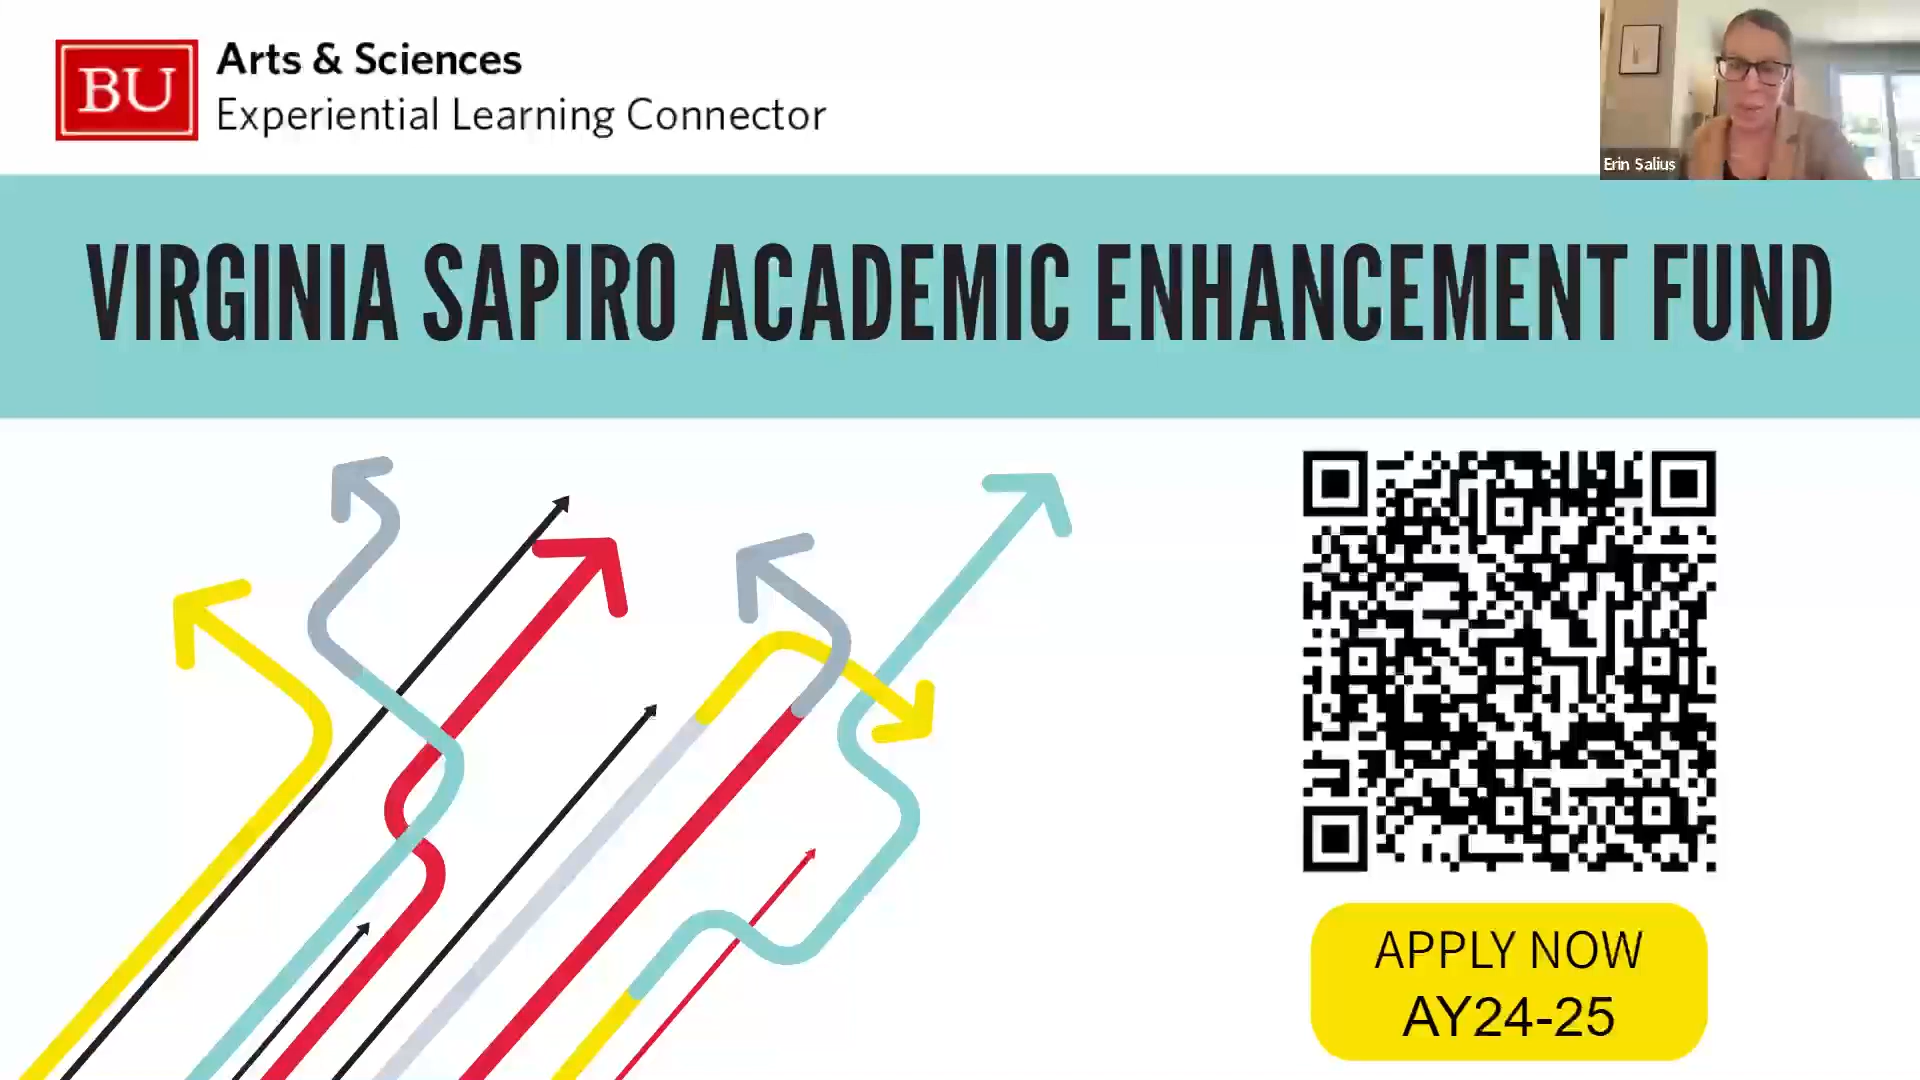 BU
Arts & Sciences
Experiential Learning Connector
Erin Salius
VIRGINIA SAPIRO ACADEMIC ENHANCEMENT FUND
APPLY NOW
AY24-25